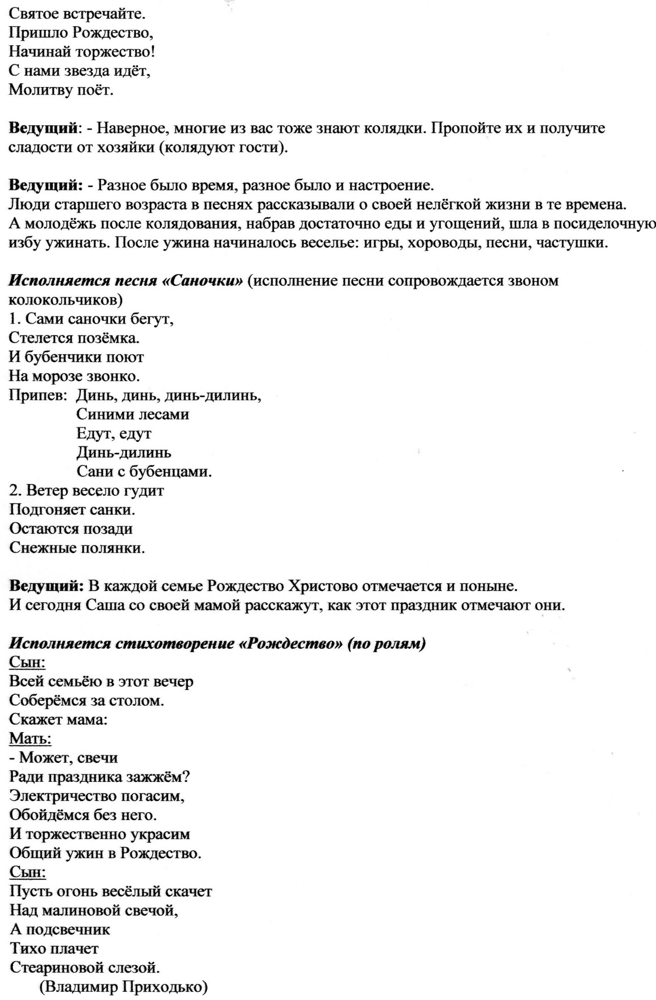 Святое встречайте.
Пришло Рождество,
Начинай торжество!
С нами звезда идёт,
Молитву поёт.
Ведущий: - Наверное, многие из вас тоже знают колядки. Пропойте их и получите
сладости от хозяйки (колядуют гости).
Ведущий: - Разное было время, разное было и настроение.
Люди старшего возраста в песнях рассказывали о своей нелёгкой жизни в те времена.
А молодёжь после колядования, набрав достаточно еды и угощений, шла в посиделочную
избу ужинать. После ужина начиналось веселье: игры, хороводы, песни, частушки.
Исполняется песня «Саночки» (исполнение песни сопровождается звоном
колокольчиков)
1. Сами саночки бегут,
Стелется позёмка.
И бубенчики поют
На морозе звонко.
Припев: Динь, динь, динь-дилинь,
Синими лесами
Едут, едут
Динь-дилинь
Сани с бубенцами.
2. Ветер весело гудит
Подгоняет санки.
Остаются позади
Снежные полянки.
Ведущий: В каждой семье Рождество Христово отмечается и поныне.
И сегодня Саша со своей мамой расскажут, как этот праздник отмечают они.
Исполняется стихотворение «Рождество» (по ролям)
Сын:
Всей семьёю в этот вечер
Соберёмся за столом.
Скажет мама:
Мать:
- Может, свечи
Ради праздника зажжём?
Электричество погасим,
Обойдёмся без него.
И торжественно украсим
Общий ужин в Рождество.
Сын:
Пусть огонь весёлый скачет
Над малиновой свечой,
А подсвечник
Тихо плачет
Стеариновой слезой.
(Владимир Приходько)